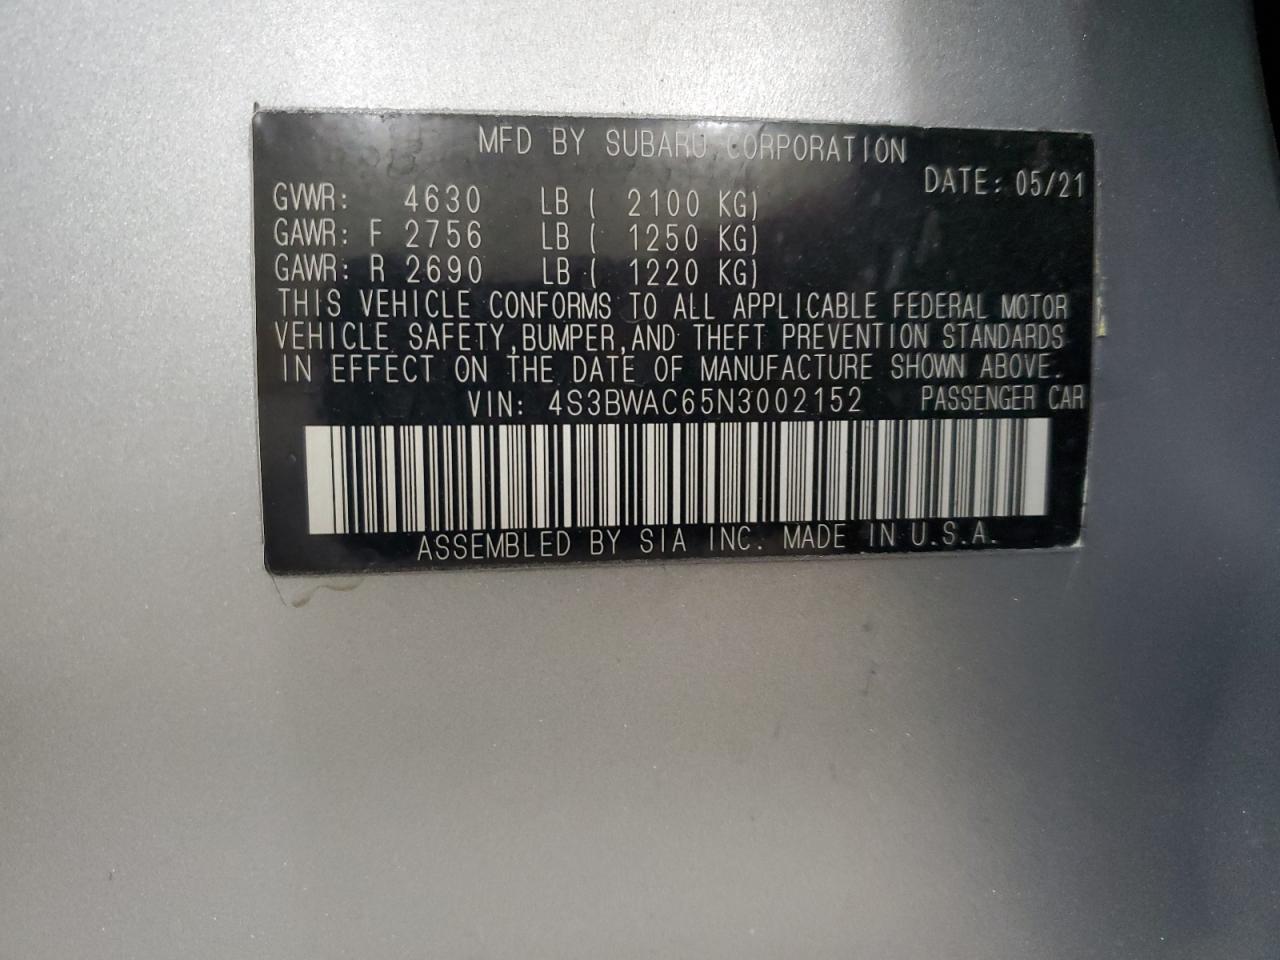 MFD BY SUBARU CORPORATION
DATE: 05/21
GVWR: 4630 LB ( 2100 KG)
GAWR: F 2756 LB ( 1250 KG)
GAWR: R 2690 LB ( 1220 KG)
THIS VEHICLE CONFORMS TO ALL APPLICABLE FEDERAL MOTOR
VEHICLE SAFETY,BUMPER,AND THEFT PREVENTION STANDARDS
IN EFFECT ON THE DATE OF MANUFACTURE SHOWN ABOVE.
VIN: 4S3BWAC65N3002152 PASSENGER CAR
ASSEMBLED BY SIA INC. MADE IN U.S.A.